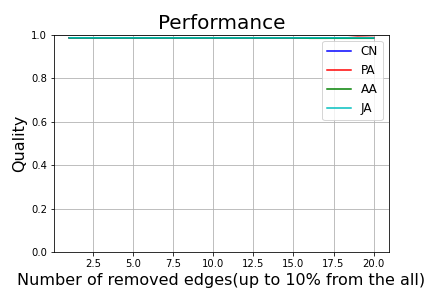 Performance
1.0
0.8
0.6
0.4
0.2
0.0
Quality
CN
PA
AA
JA
2.5 5.0 7.5 10.0 12.5 15.0 17.5 20.0
Number of removed edges(up to 10% from the all)